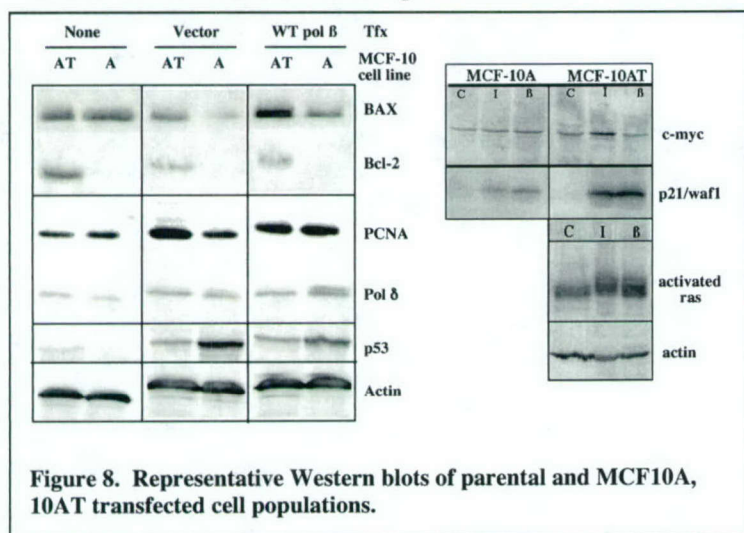 None Vector WT pol ß Tfx
AT A AT A AT A MCF-10 cell line
BAX
Bcl-2
PCNA
Pol δ
p53
Actin
MCF-10A MCF-10AT
C I ß C I ß
c-myc
p21/waf1
C I ß
activated ras
actin
Figure 8. Representative Western blots of parental and MCF10A,
10AT transfected cell populations.